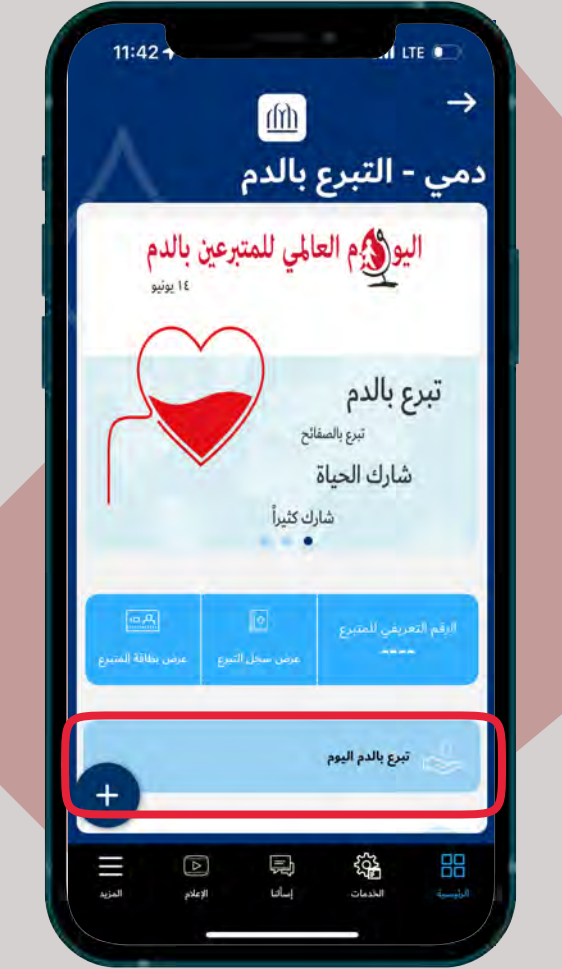 11:42
LTE
دمي - التبرع بالدم
اليوم العالمي للمتبرعين بالدم
١٤ يونيو
تبرع بالدم
تبرع بالصفائح
شارك الحياة
شارك كثيراً
الرقم التعريفي للمتبرع
----
عرض سجل التبرع
عرض بطاقة المتبرع
تبرع بالدم اليوم
+
الرئيسية
الخدمات
إسألنا
الإعلام
المزيد